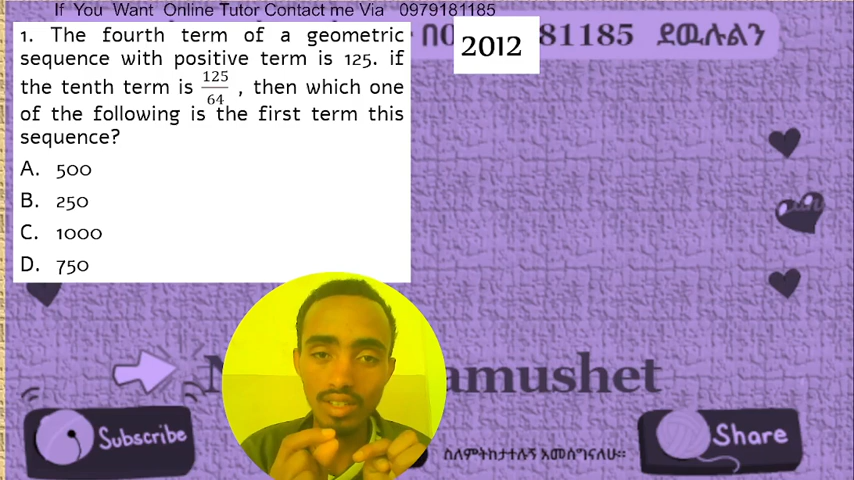 If You Want Online Tutor Contact me Via 0979181185
1. The fourth term of a geometric
sequence with positive term is 125. if
the tenth term is 125/64 , then which one
of the following is the first term this
sequence?
A. 500
B. 250
C. 1000
D. 750
በ0
2012
81185 ደዉሉልን
amushet
Subscribe
ስለምትከታተሉኝ አመሰግናለሁ።
Share